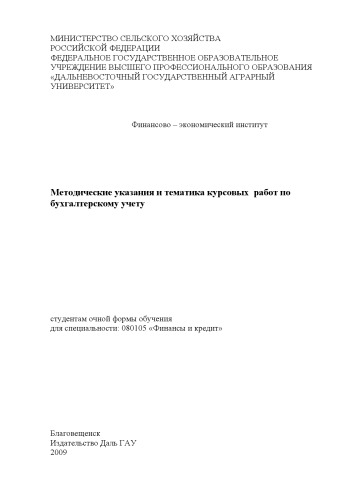 МИНИСТЕРСТВО СЕЛЬСКОГО ХОЗЯЙСТВА
РОССИЙСКОЙ ФЕДЕРАЦИИ
ФЕДЕРАЛЬНОЕ ГОСУДАРСТВЕННОЕ ОБРАЗОВАТЕЛЬНОЕ
УЧРЕЖДЕНИЕ ВЫСШЕГО ПРОФЕССИОНАЛЬНОГО ОБРАЗОВАНИЯ
«ДАЛЬНЕВОСТОЧНЫЙ ГОСУДАРСТВЕННЫЙ АГРАРНЫЙ
УНИВЕРСИТЕТ»
Финансово – экономический институт
Методические указания и тематика курсовых работ по
бухгалтерскому учету
студентам очной формы обучения
для специальности: 080105 «Финансы и кредит»
Благовещенск
Издательство Даль ГАУ
2009